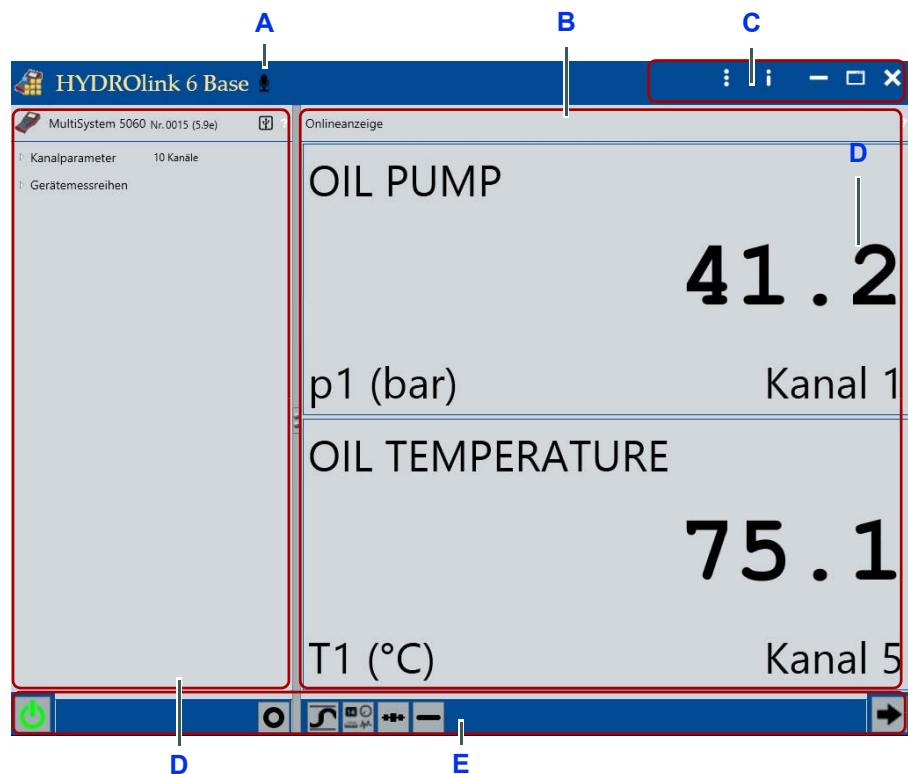 A
B
C
HYDROlink 6 Base
MultiSystem 5060 Nr. 0015 (5.9e)
Kanalparameter 10 Kanäle
Gerätemessreihen
Onlineanzeige
D
OIL PUMP
41.2
p1 (bar) Kanal 1
OIL TEMPERATURE
75.1
T1 (°C) Kanal 5
D
E